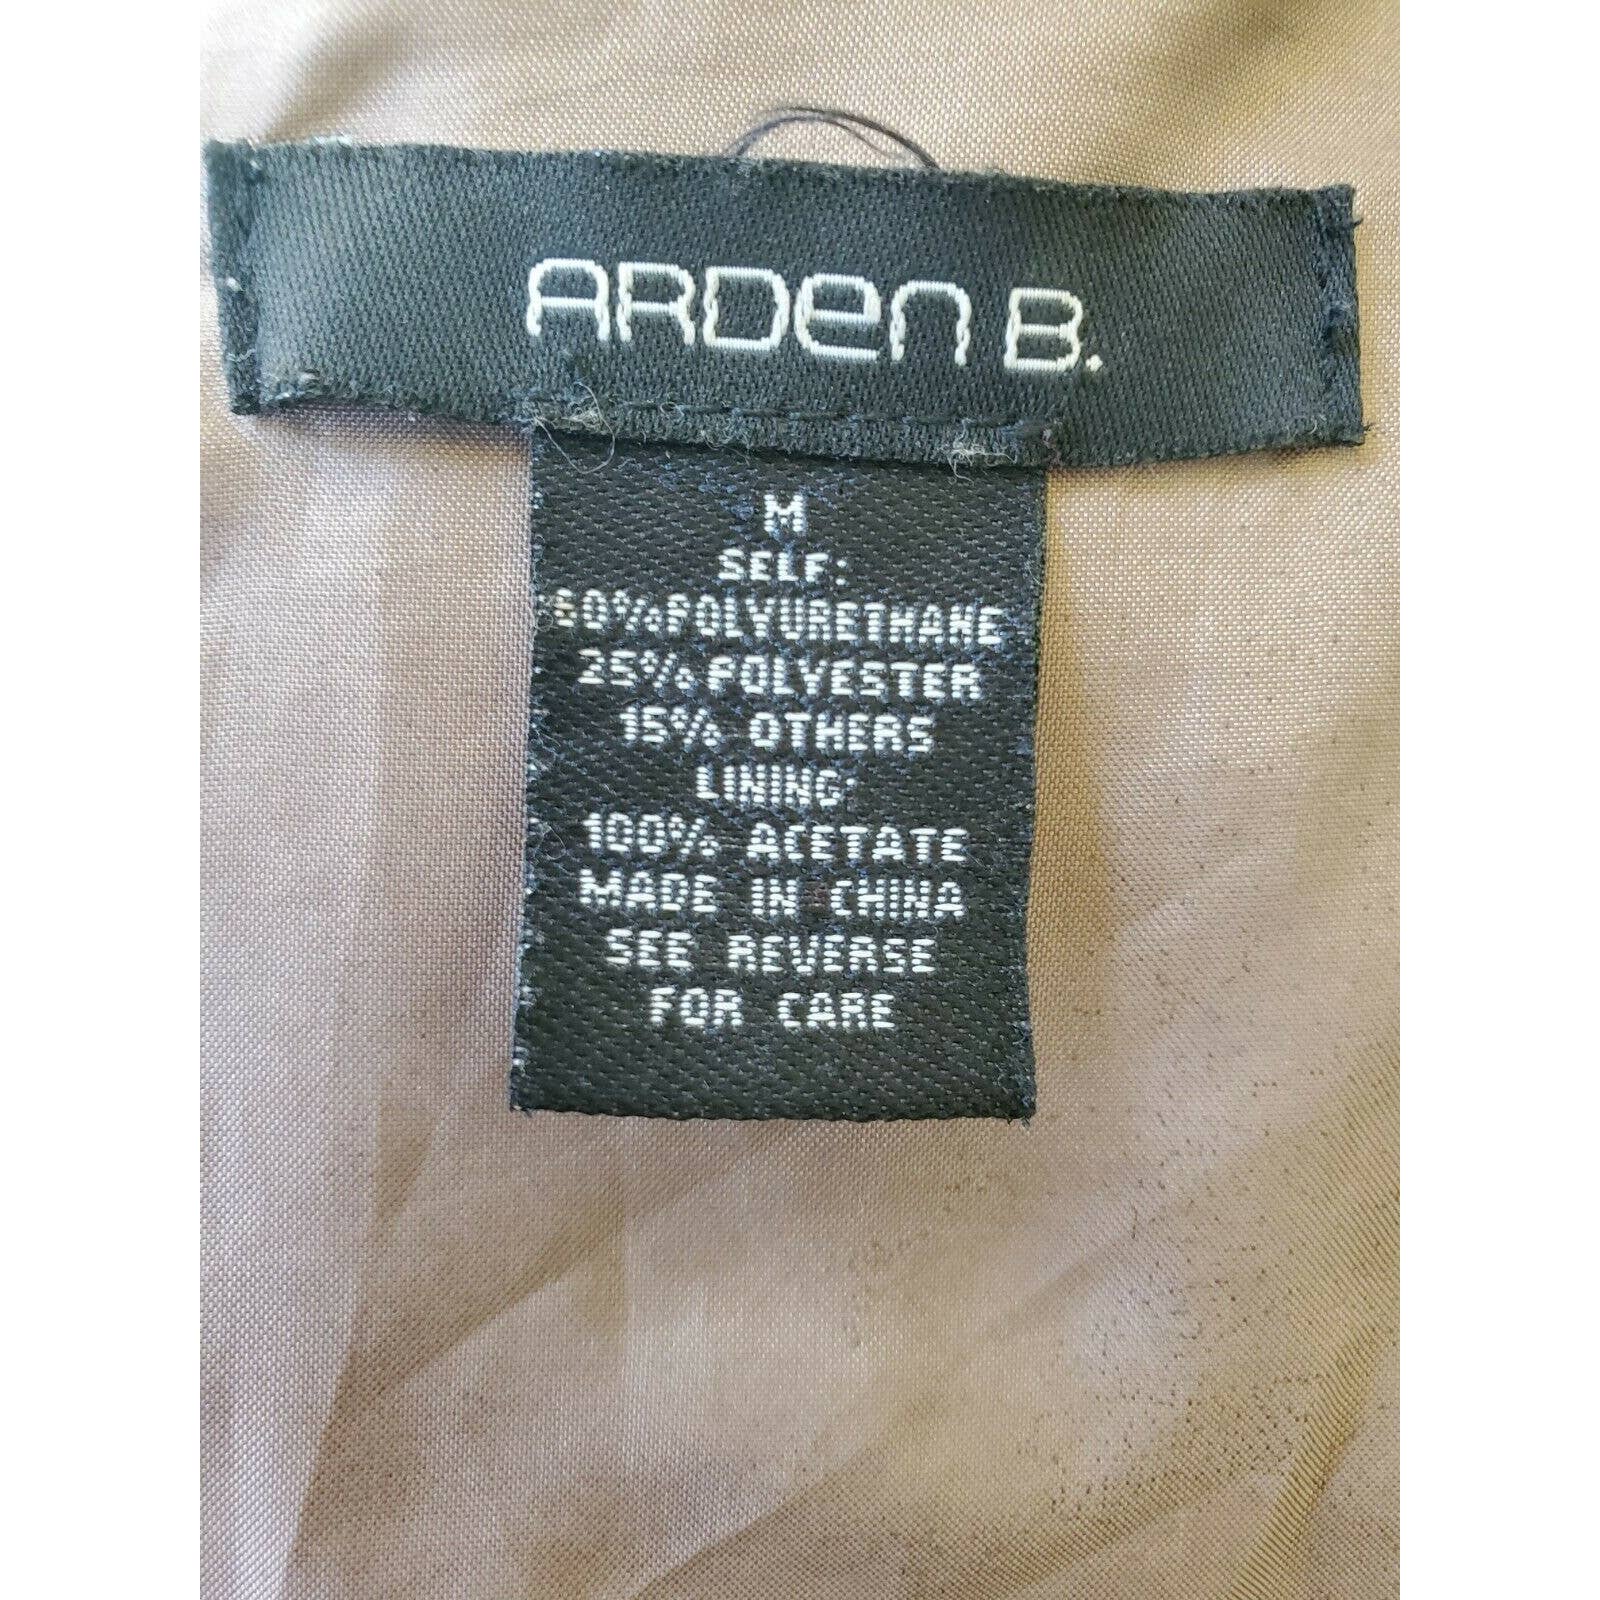 ARDen B.
M
SELF:
60%POLYURETHANE
25% POLYESTER
15% OTHERS
LINING:
100% ACETATE
MADE IN CHINA
SEE REVERSE
FOR CARE